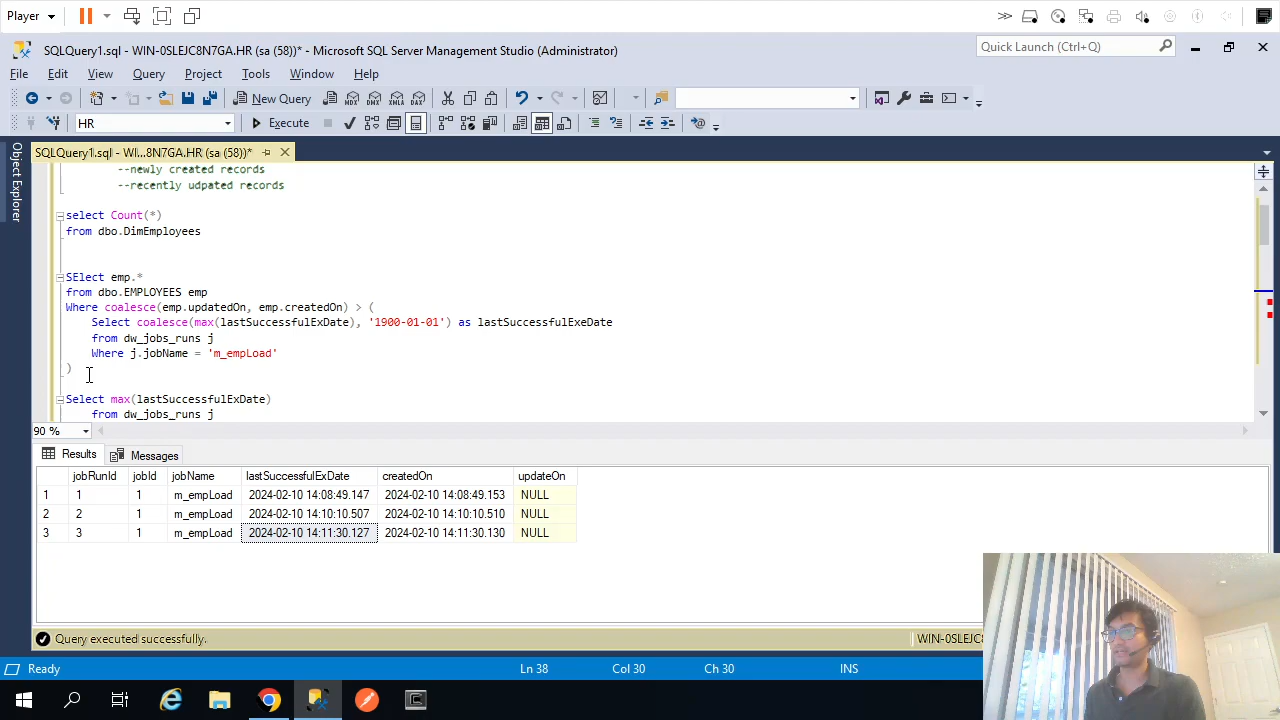 Player
SQLQuery1.sql - WIN-0SLEJC8N7GA.HR (sa (58))* - Microsoft SQL Server Management Studio (Administrator)
Quick Launch (Ctrl+Q)
File Edit View Query Project Tools Window Help
New Query MDX DMX XMLA DAX
HR Execute
Object Explorer
SQLQuery1.sql - WI...8N7GA.HR (sa (58))*
--newly created records
--recently udpated records
select Count(*)
from dbo.DimEmployees
SElect emp.*
from dbo.EMPLOYEES emp
Where coalesce(emp.updatedOn, emp.createdOn) > (
Select coalesce(max(lastSuccessfulExDate), '1900-01-01') as lastSuccessfulExeDate
from dw_jobs_runs j
Where j.jobName = 'm_empLoad'
)
Select max(lastSuccessfulExDate)
from dw_jobs_runs j
90 %
Results Messages
jobRunId jobId jobName lastSuccessfulExDate createdOn updateOn
1 1 1 m_empLoad 2024-02-10 14:08:49.147 2024-02-10 14:08:49.153 NULL
2 2 1 m_empLoad 2024-02-10 14:10:10.507 2024-02-10 14:10:10.510 NULL
3 3 1 m_empLoad 2024-02-10 14:11:30.127 2024-02-10 14:11:30.130 NULL
Query executed successfully. WIN-0SLEJC8
Ready Ln 38 Col 30 Ch 30 INS